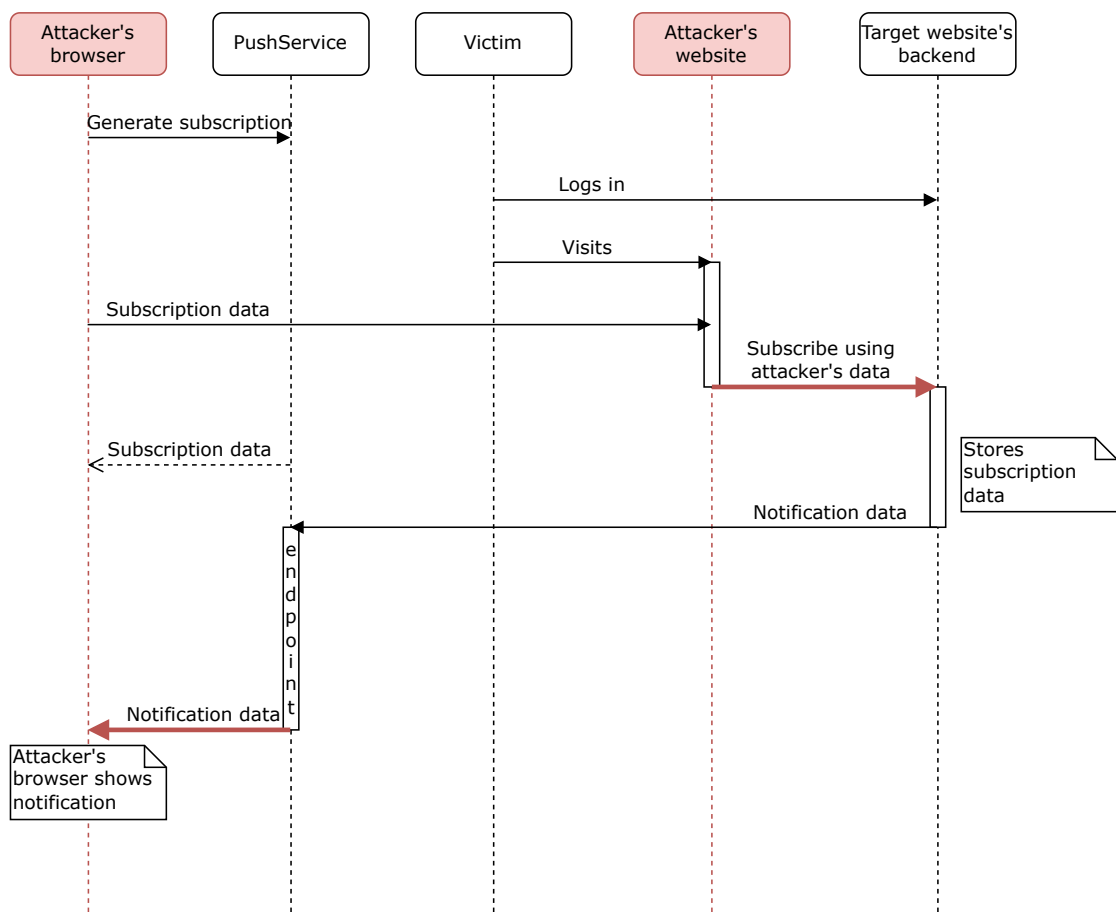 Attacker's
browser
PushService
Victim
Attacker's
website
Target website's
backend
Generate subscription
Logs in
Visits
Subscription data
Subscribe using
attacker's data
Subscription data
Stores
subscription
data
Notification data
endpoint
Notification data
Attacker's
browser shows
notification